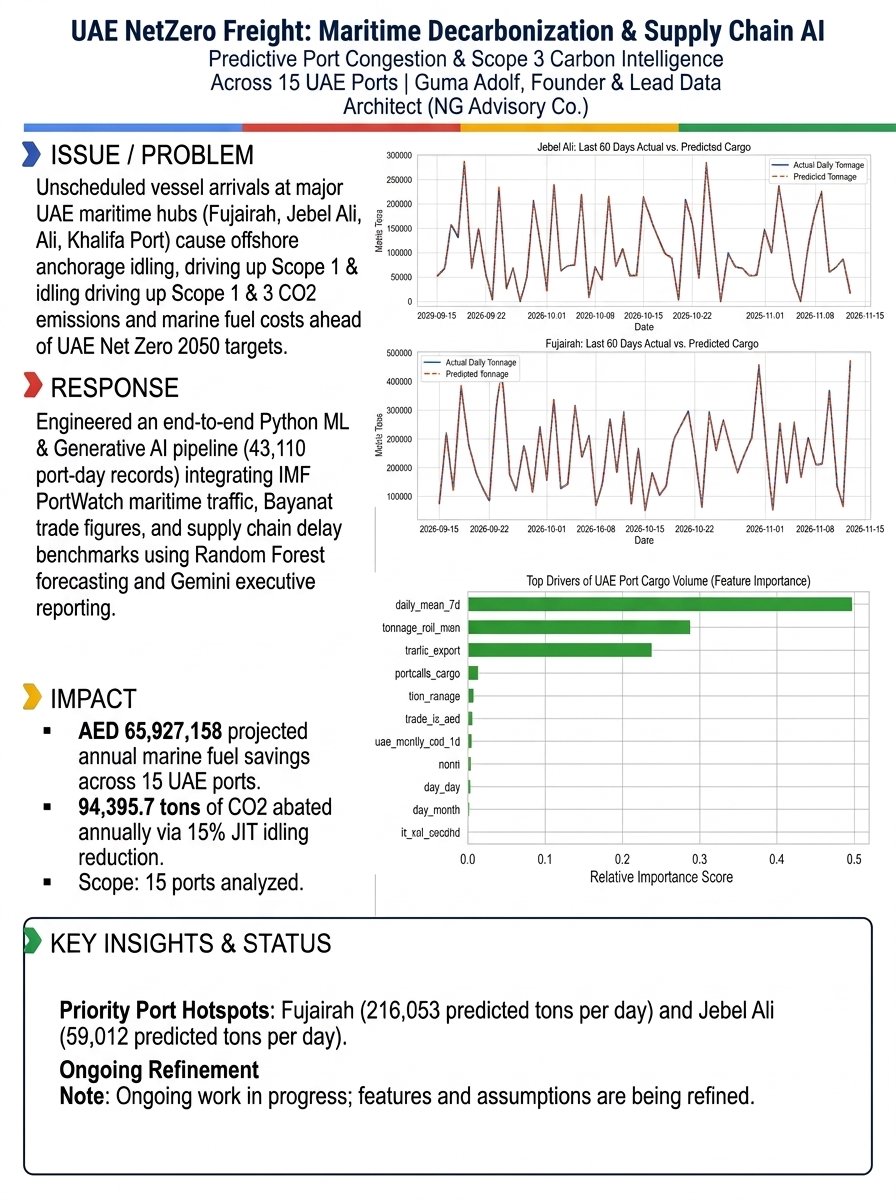 UAE NetZero Freight: Maritime Decarbonization & Supply Chain AI
Predictive Port Congestion & Scope 3 Carbon Intelligence
Across 15 UAE Ports | Guma Adolf, Founder & Lead Data
Architect (NG Advisory Co.)
ISSUE / PROBLEM
Unscheduled vessel arrivals at major
UAE maritime hubs (Fujairah, Jebel Ali,
Ali, Khalifa Port) cause offshore
anchorage idling, driving up Scope 1 &
idling driving up Scope 1 & 3 CO2
emissions and marine fuel costs ahead
of UAE Net Zero 2050 targets.
RESPONSE
Engineered an end-to-end Python ML
& Generative AI pipeline (43,110
port-day records) integrating IMF
PortWatch maritime traffic, Bayanat
trade figures, and supply chain delay
benchmarks using Random Forest
forecasting and Gemini executive
reporting.
IMPACT
▪ AED 65,927,158 projected
annual marine fuel savings
across 15 UAE ports.
▪ 94,395.7 tons of CO2 abated
annually via 15% JIT idling
reduction.
▪ Scope: 15 ports analyzed.
Jebel Ali: Last 60 Days Actual vs. Predictsd Cargo
Actual Daily Tonnage
Predicicd Tonnage
300000
250000
200000
150000
100000
50000
0
2029-09-15 2026-09-22 2026-10.01 2020-10-08 2026-10-15 2026-10-22 2025-11-01 2026-11.08 2026-11-15
Date
Fujairah: Last 60 Days Actual vs. Predicted Cargo
Actual Daily Tonnage
Predicted Tonnage
500000
400000
300000
200000
200000
100000
2026-09-15 2026-09-22 2026-10-01 2026-16-08 2026-10-15 2026-10-22 2026-11-01 2026-11-08 2026-11-15
Top Drivers of UAE Port Cargo Volume (Feature Importance)
daily_mean_7d
tonnage_roil_msn
trarlic_export
portcalls_cargo
tion_ranage
day_day
day_month
0.0 0.1 0.2 0.3 0.4 0.5
Relative Importance Score
KEY INSIGHTS & STATUS
Priority Port Hotspots: Fujairah (216,053 predicted tons per day) and Jebel Ali
(59,012 predicted tons per day).
Ongoing Refinement
Note: Ongoing work in progress; features and assumptions are being refined.